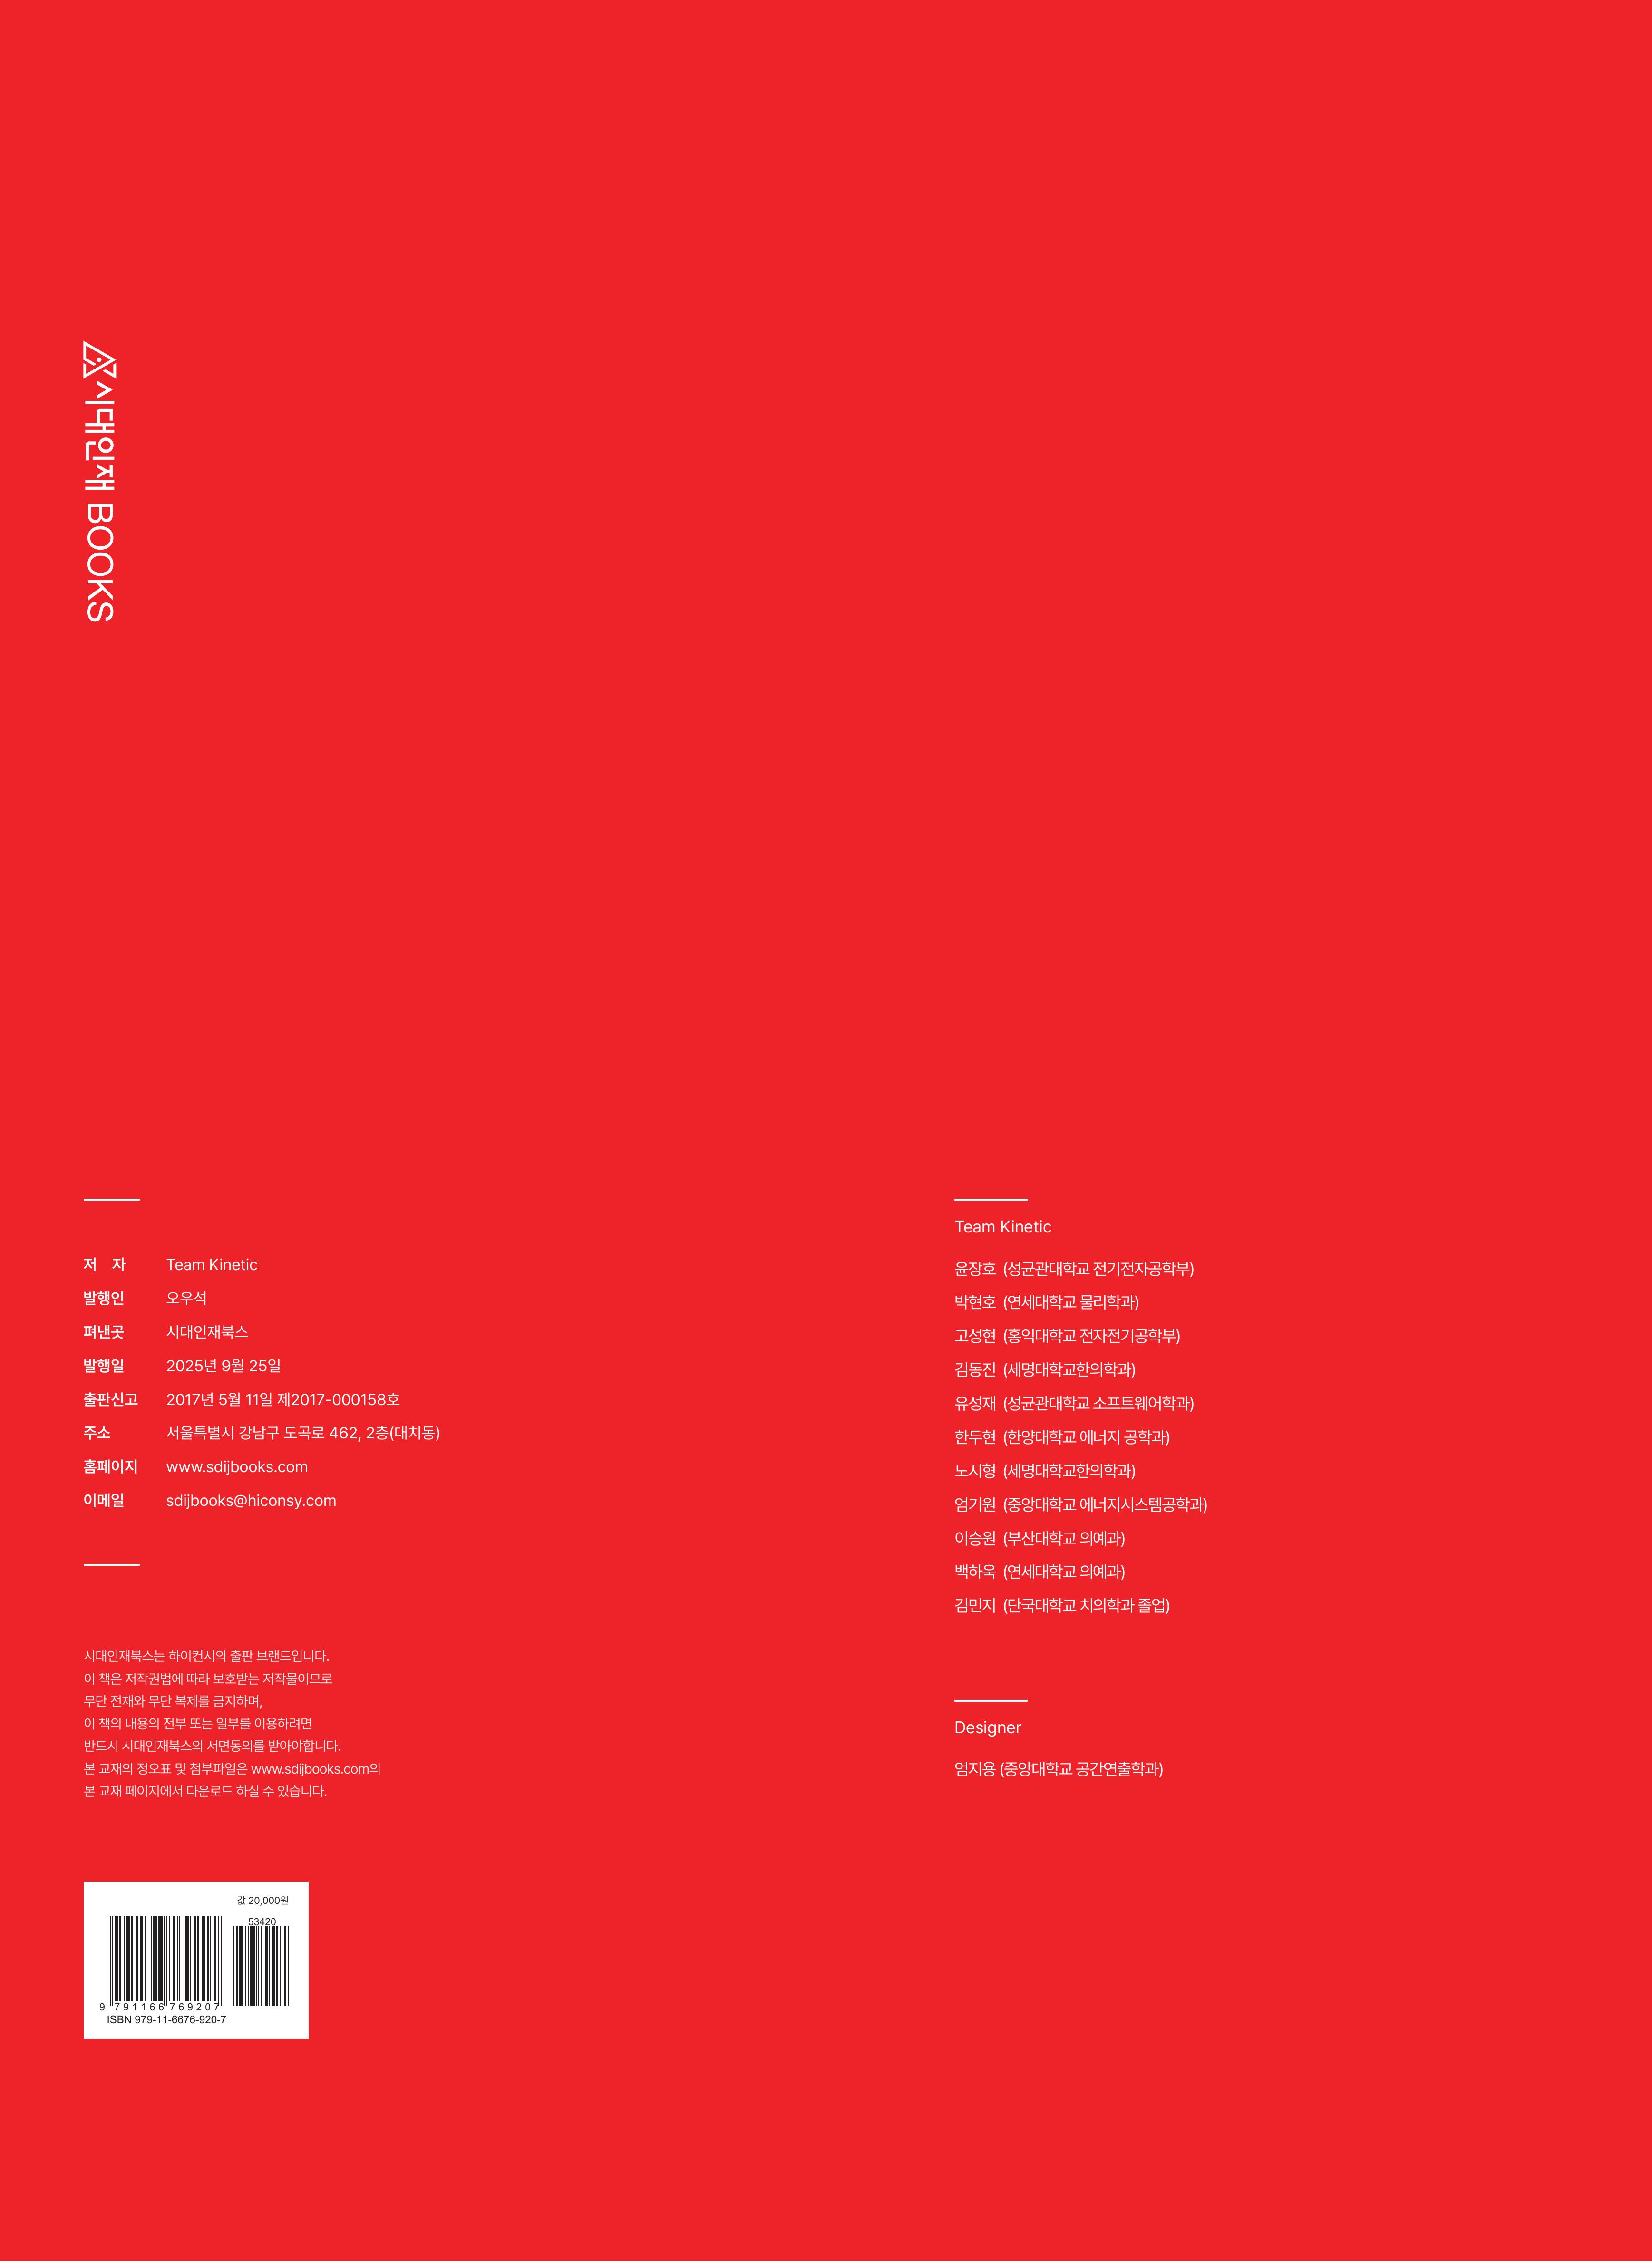 시대인재 BOOKS
저 자 Team Kinetic
발행인 오우석
펴낸곳 시대인재북스
발행일 2025년 9월 25일
출판신고 2017년 5월 11일 제2017-000158호
주소 서울특별시 강남구 도곡로 462, 2층(대치동)
홈페이지 www.sdijbooks.com
이메일 sdijbooks@hiconsy.com
시대인재북스는 하이컨시의 출판 브랜드입니다.
이 책은 저작권법에 따라 보호받는 저작물이므로
무단 전재와 무단 복제를 금지하며,
이 책의 내용의 전부 또는 일부를 이용하려면
반드시 시대인재북스의 서면동의를 받아야합니다.
본 교재의 정오표 및 첨부파일은 www.sdijbooks.com의
본 교재 페이지에서 다운로드 하실 수 있습니다.
값 20,000원
53420
9 791166 769207
ISBN 979-11-6676-920-7
Team Kinetic
윤장호 (성균관대학교 전기전자공학부)
박현호 (연세대학교 물리학과)
고성현 (홍익대학교 전자전기공학부)
김동진 (세명대학교한의학과)
유성재 (성균관대학교 소프트웨어학과)
한두현 (한양대학교 에너지 공학과)
노시형 (세명대학교한의학과)
엄기원 (중앙대학교 에너지시스템공학과)
이승원 (부산대학교 의예과)
백하욱 (연세대학교 의예과)
김민지 (단국대학교 치의학과 졸업)
Designer
엄지용 (중앙대학교 공간연출학과)